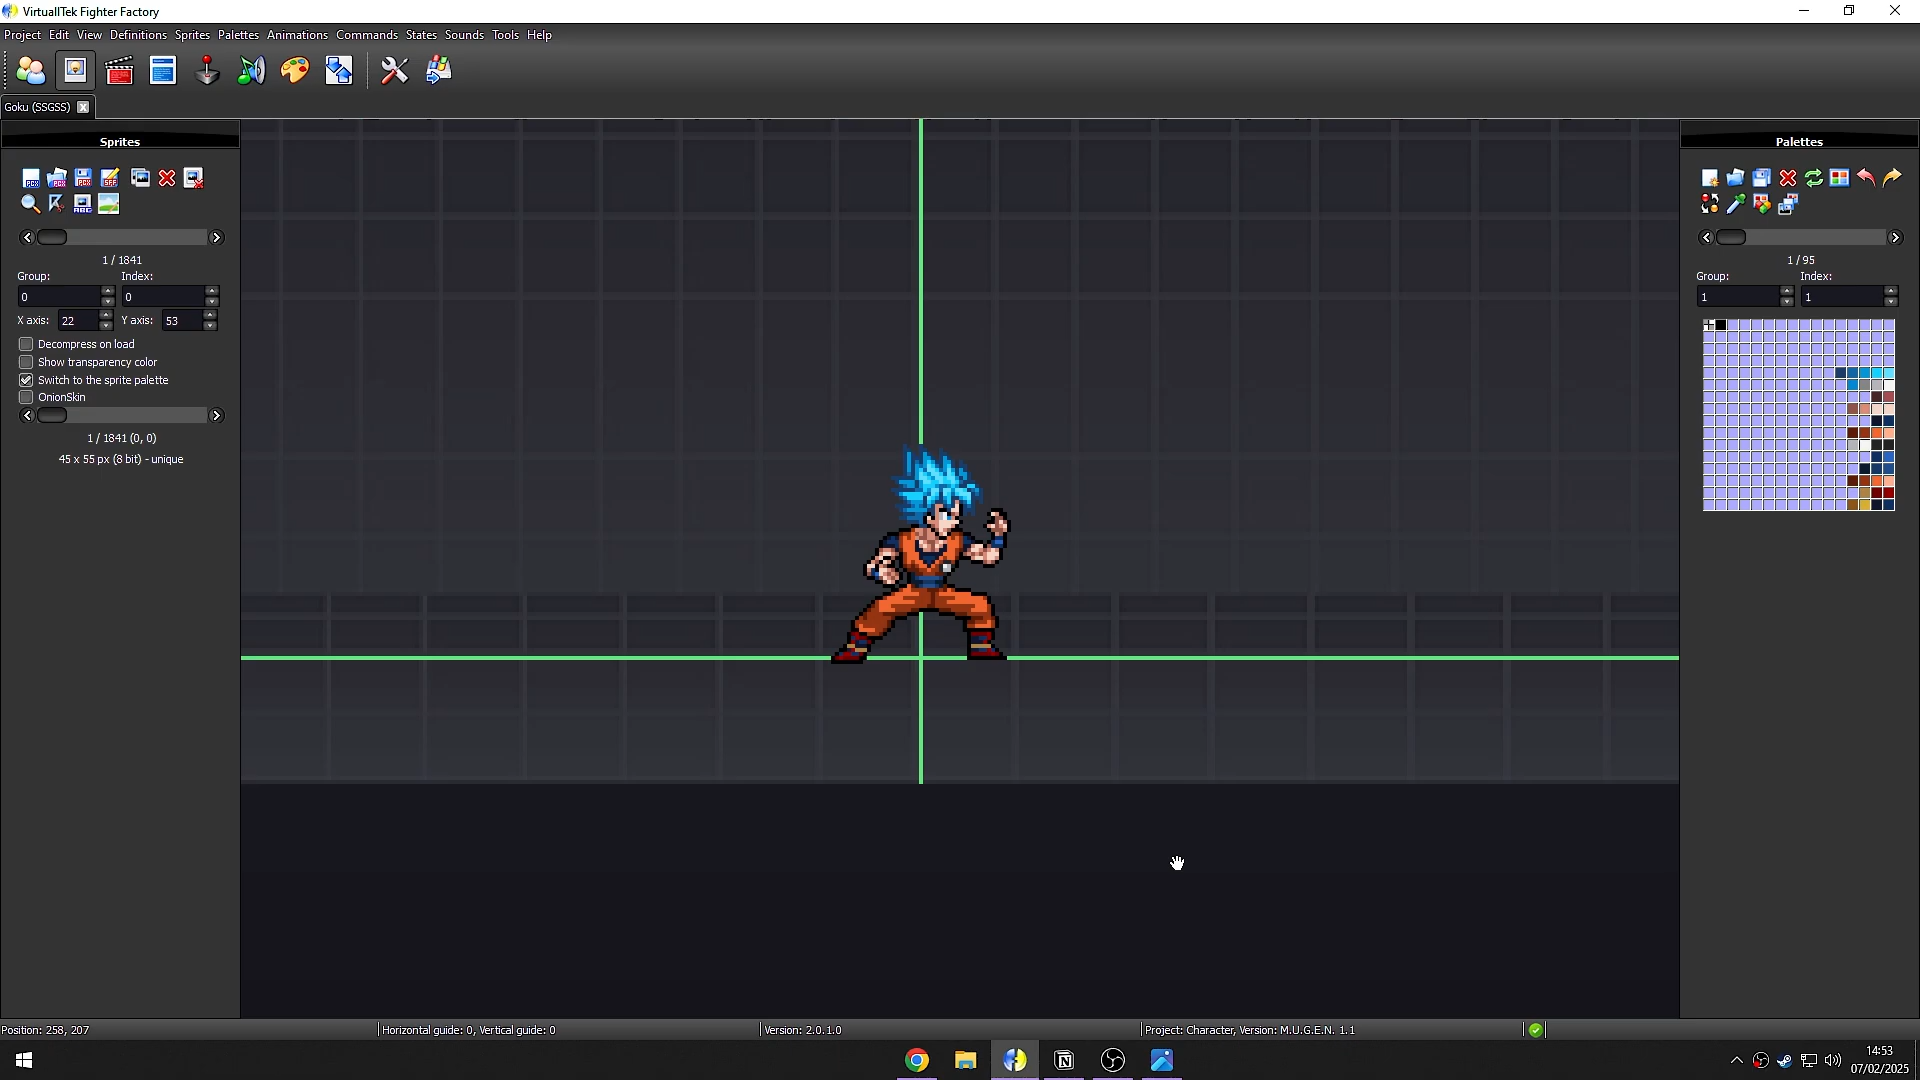 VirtuallTek Fighter Factory
Project Edit View Definitions Sprites Palettes Animations Commands States Sounds Tools Help
Goku (SSGSS)
Sprites
1 / 1841
Group: Index:
0 0
X axis: 22 Y axis: 53
Decompress on load
Show transparency color
Switch to the sprite palette
OnionSkin
1 / 1841 (0, 0)
45 x 55 px (8 bit) - unique
Palettes
1 / 95
Group: Index:
1 1
Position: 258, 207 Horizontal guide: 0, Vertical guide: 0 Version: 2.0.1.0 Project: Character, Version: M.U.G.E.N. 1.1
14:53
07/02/2025